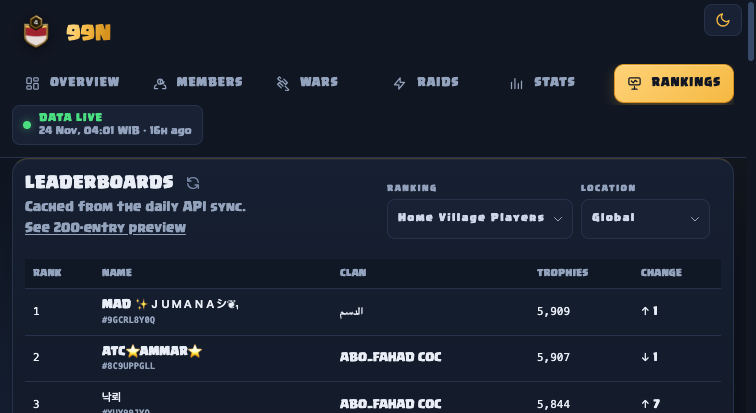 4
99N
OVERVIEW
MEMBERS
WARS
RAIDS
STATS
RANKINGS
DATA LIVE
24 Nov, 04:01 WIB · 16h ago
LEADERBOARDS
Cached from the daily API sync.
See 200-entry preview
RANKING
LOCATION
Home Village Players
Global
RANK NAME CLAN TROPHIES CHANGE
1 MAD ✨ＪＵＭＡＮＡシ 5,909 ↑ 1
#9GCRL8Y0Q
2 ATC⭐AMMAR⭐ ABO_FAHAD COC 5,907 ↓ 1
#8C9UPPGLL
3 낙뢰 ABO_FAHAD COC 5,844 ↑ 7